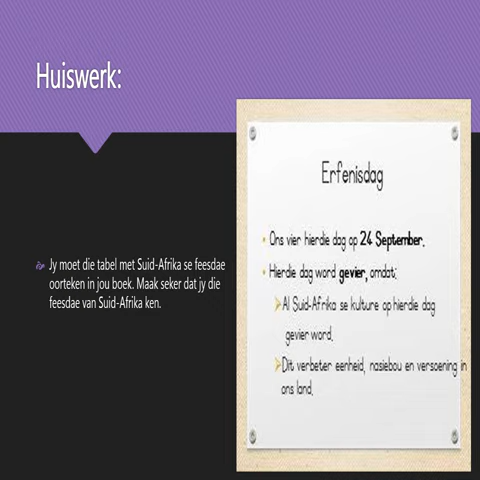 Huiswerk:
Jy moet die tabel met Suid-Afrika se feesdae
oorteken in jou boek. Maak seker dat jy die
feesdae van Suid-Afrika ken.
Erfenisdag
• Ons vier hierdie dag op 24 September.
• Hierdie dag word gevier, omdat:
➢ Al Suid-Afrika se kulture op hierdie dag
gevier word.
➢ Dit verbeter eenheid, nasiebou en versoening in
ons land.